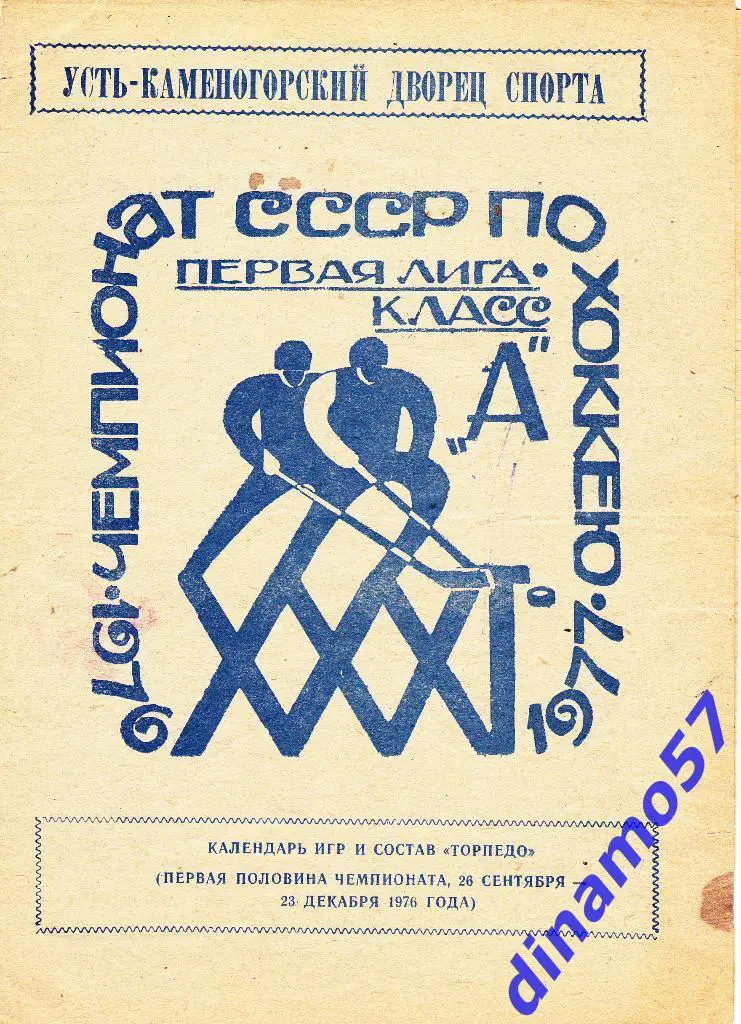 УСТЬ-КАМЕНОГОРСКИЙ ДВОРЕЦ СПОРТА
1976·ЧЕМПИОНАТ СССР ПО ХОККЕЮ·1977
ПЕРВАЯ ЛИГА·
КЛАСС
„А"
XXXI
КАЛЕНДАРЬ ИГР И СОСТАВ «ТОРПЕДО»
(ПЕРВАЯ ПОЛОВИНА ЧЕМПИОНАТА, 26 СЕНТЯБРЯ —
23 ДЕКАБРЯ 1976 ГОДА)
dinamo57